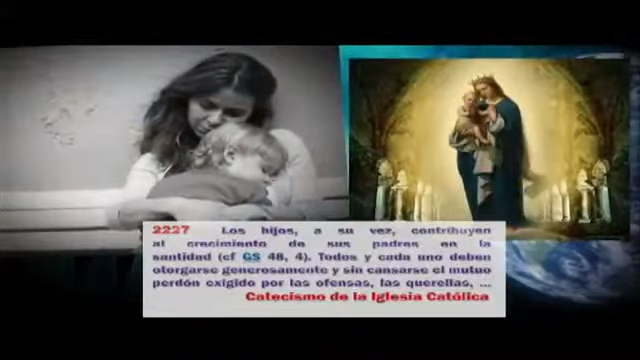 2227 Los hijos, a su vez, contribuyen
al crecimiento de sus padres en la
santidad (cf GS 48, 4). Todos y cada uno deben
otorgarse generosamente y sin cansarse el mutuo
perdón exigido por las ofensas, las querellas, ...
Catecismo de la Iglesia Católica